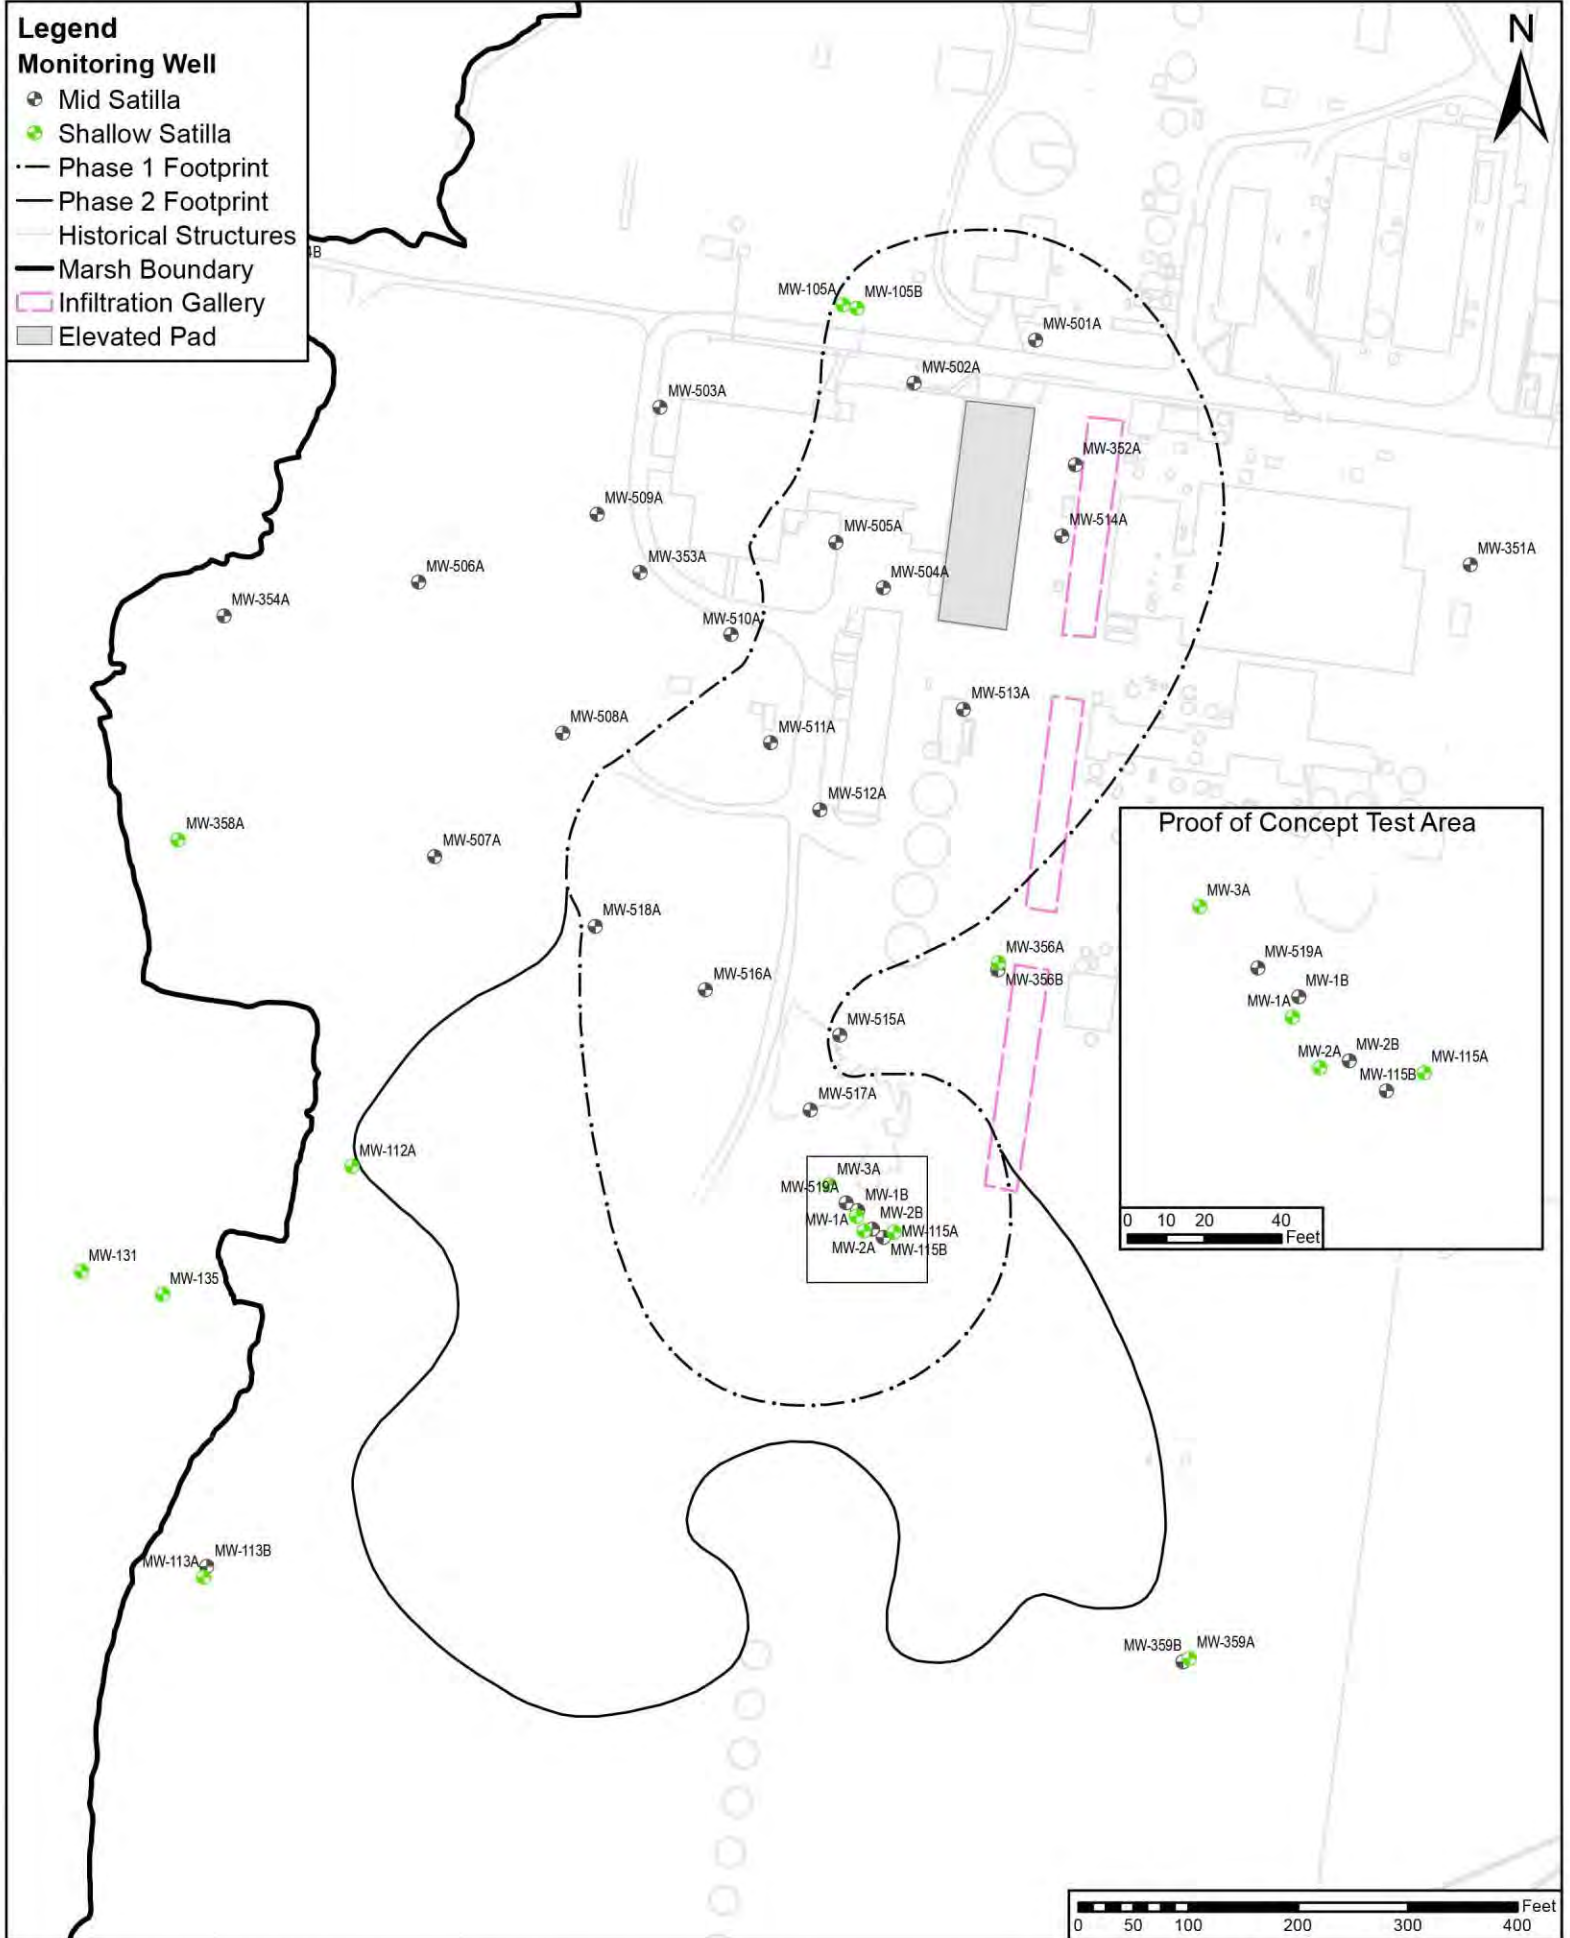 Legend
Monitoring Well
Mid Satilla
Shallow Satilla
Phase 1 Footprint
Phase 2 Footprint
Historical Structures
Marsh Boundary
Infiltration Gallery
Elevated Pad
N
4B
MW-105A
MW-105B
MW-501A
MW-502A
MW-503A
MW-352A
MW-509A
MW-514A
MW-505A
MW-351A
MW-353A
MW-506A
MW-504A
MW-354A
MW-510A
MW-513A
MW-508A
MW-511A
MW-512A
MW-358A
MW-507A
MW-518A
MW-356A
MW-516A
MW-356B
MW-515A
MW-517A
MW-112A
MW-3A
MW-519A
MW-1B
MW-1A
MW-2B
MW-115A
MW-2A
MW-115B
MW-131
MW-135
MW-113B
MW-113A
MW-359B
MW-359A
Proof of Concept Test Area
MW-3A
MW-519A
MW-1B
MW-1A
MW-2A
MW-2B
MW-115A
MW-115B
0 10 20 40
Feet
Feet
0 50 100 200 300 400